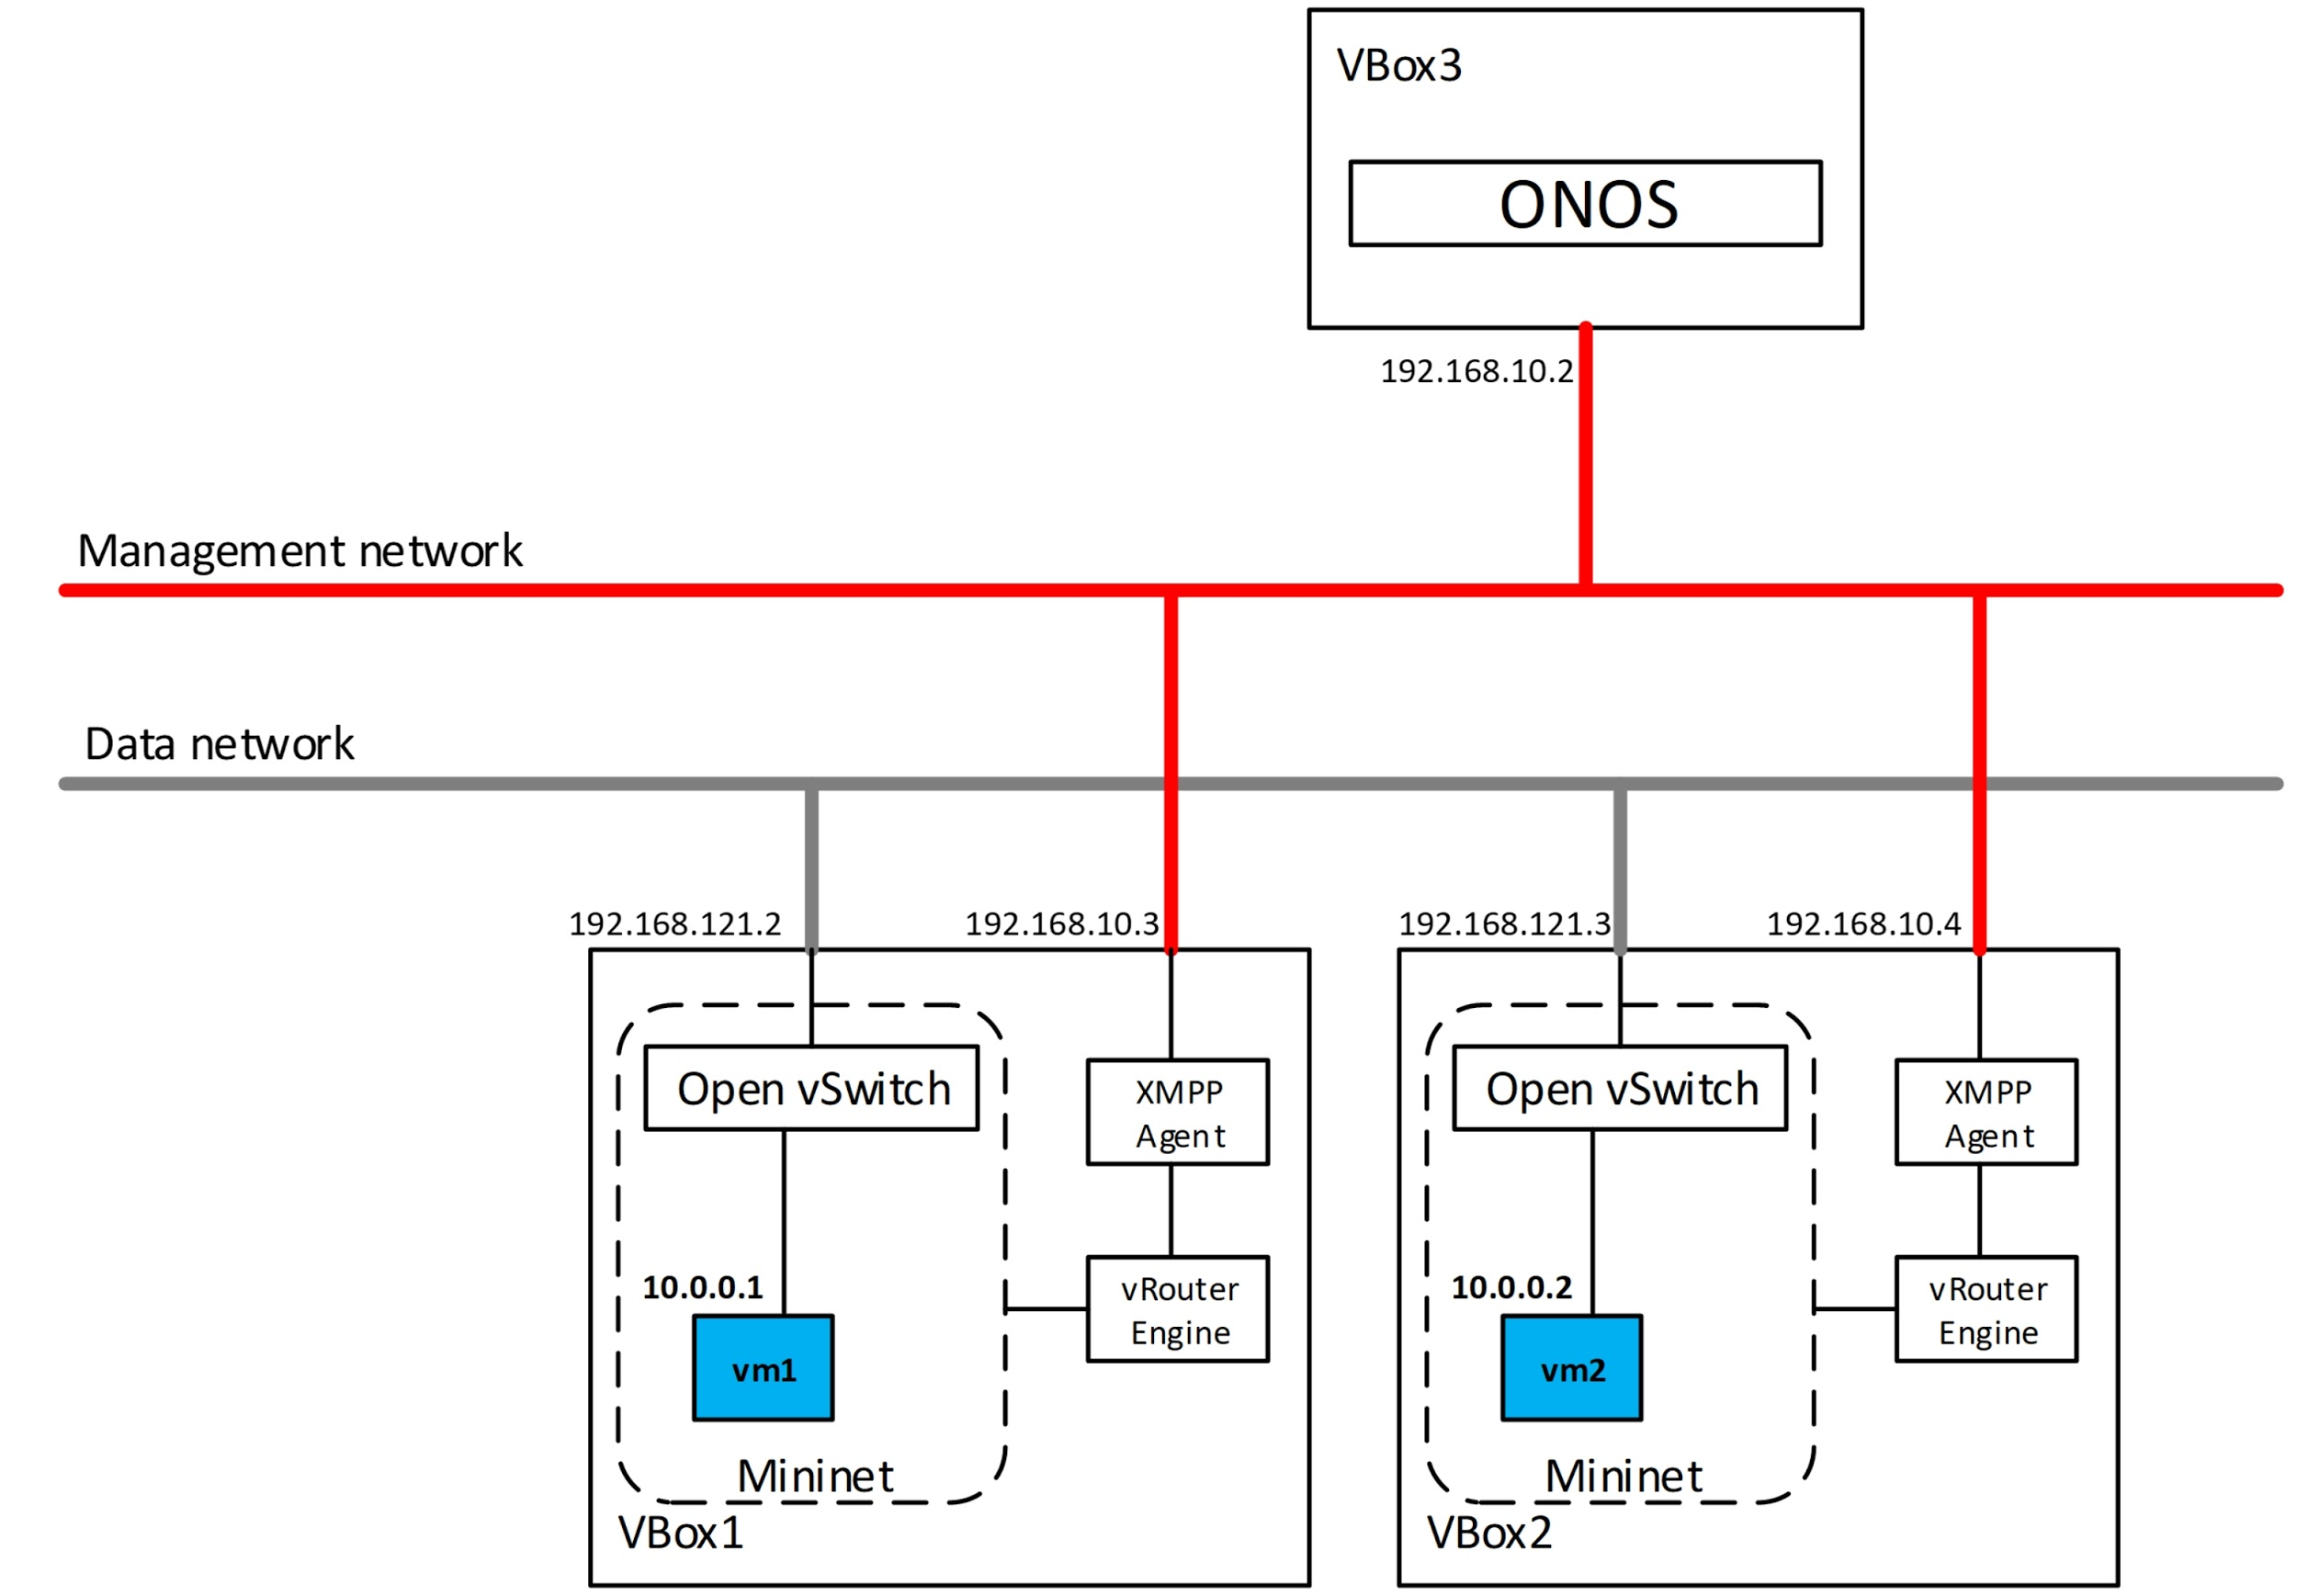 VBox3
ONOS
192.168.10.2
Management network
Data network
192.168.121.2
192.168.10.3
192.168.121.3
192.168.10.4
Open vSwitch
XMPP
Agent
Open vSwitch
XMPP
Agent
10.0.0.1
vRouter
Engine
10.0.0.2
vRouter
Engine
vm1
vm2
Mininet
Mininet
VBox1
VBox2